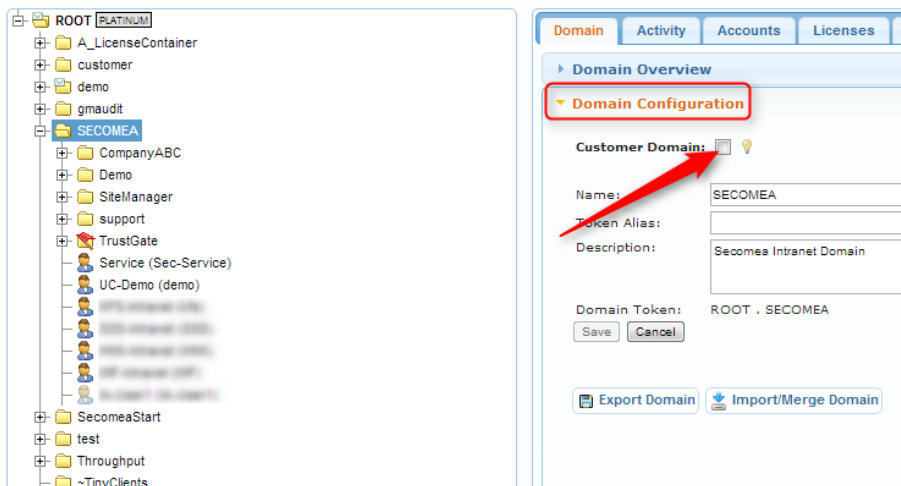 ROOT PLATINUM
A_LicenseContainer
customer
demo
gmaudit
SECOMEA
CompanyABC
Demo
SiteManager
support
TrustGate
Service (Sec-Service)
UC-Demo (demo)
SecomeaStart
test
Throughput
~TinyClients
Domain Activity Accounts Licenses
Domain Overview
Domain Configuration
Customer Domain:
Name: SECOMEA
Token Alias:
Description: Secomea Intranet Domain
Domain Token: ROOT . SECOMEA
Save Cancel
Export Domain Import/Merge Domain